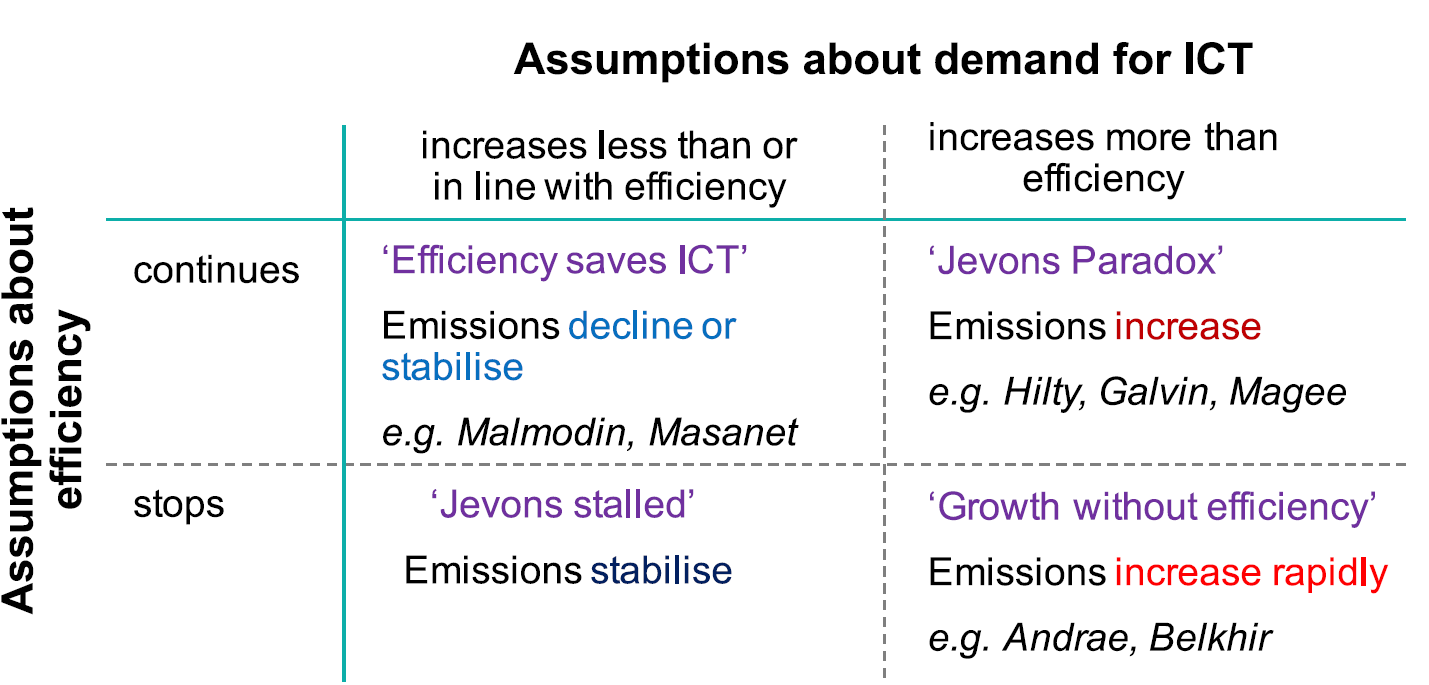 Assumptions about demand for ICT
increases less than or
in line with efficiency
increases more than
efficiency
Assumptions about
efficiency
continues
‘Efficiency saves ICT’
Emissions decline or
stabilise
e.g. Malmodin, Masanet
‘Jevons Paradox’
Emissions increase
e.g. Hilty, Galvin, Magee
stops
‘Jevons stalled’
Emissions stabilise
‘Growth without efficiency’
Emissions increase rapidly
e.g. Andrae, Belkhir